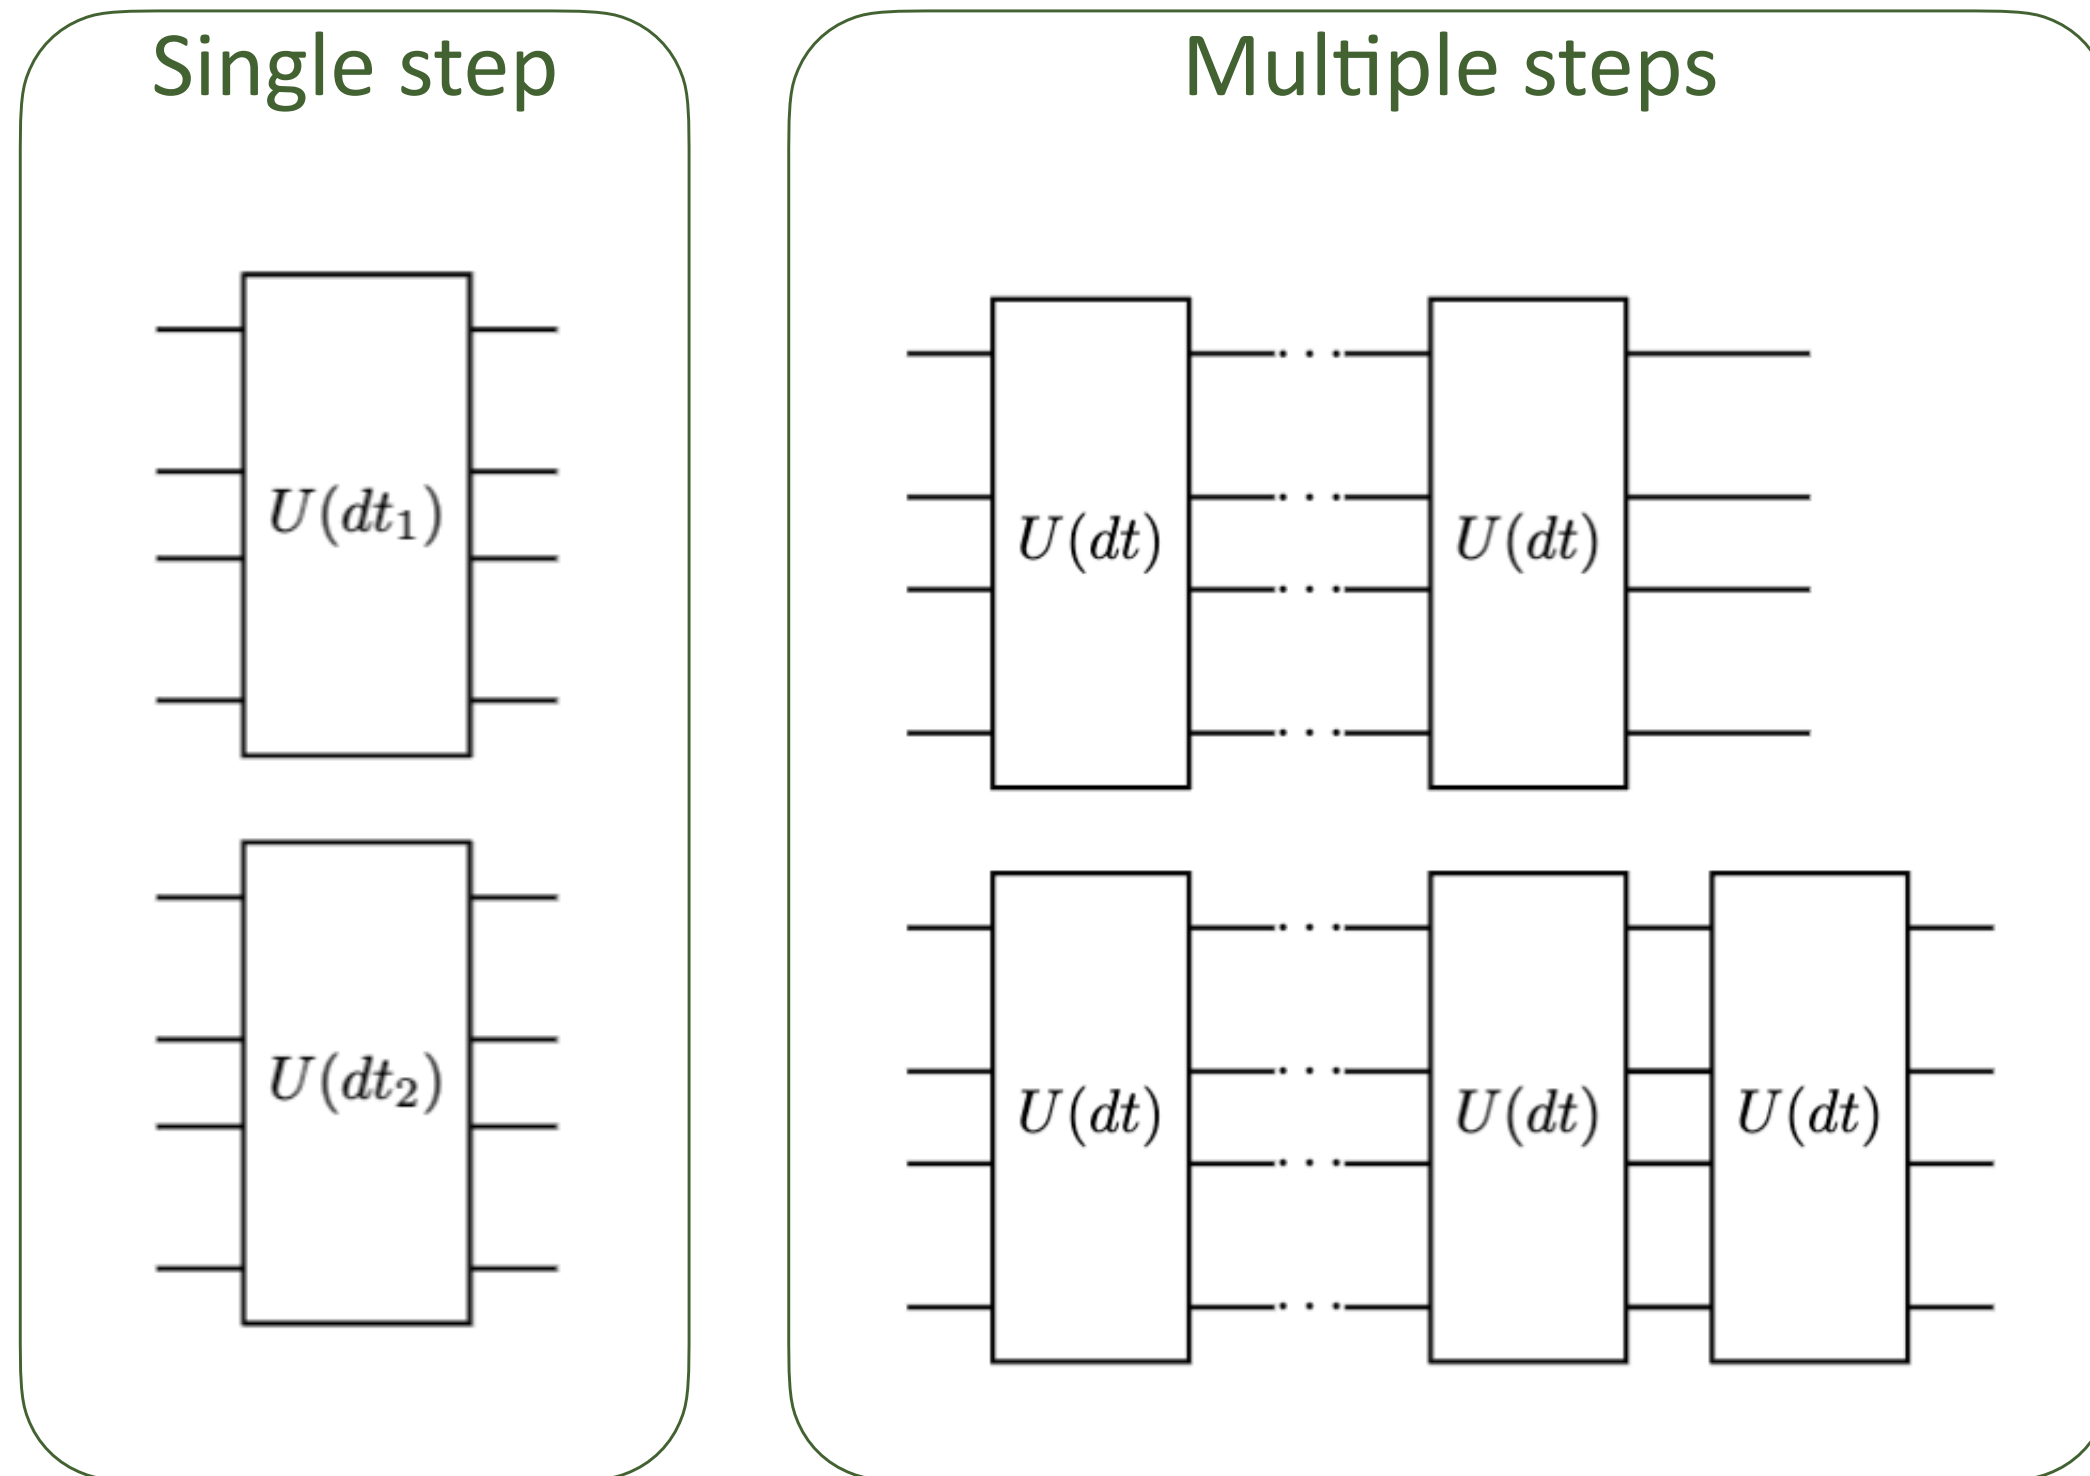 Single step
U(dt₁)
U(dt₂)
Multiple steps
U(dt) · · · U(dt)
U(dt) · · · U(dt) U(dt)